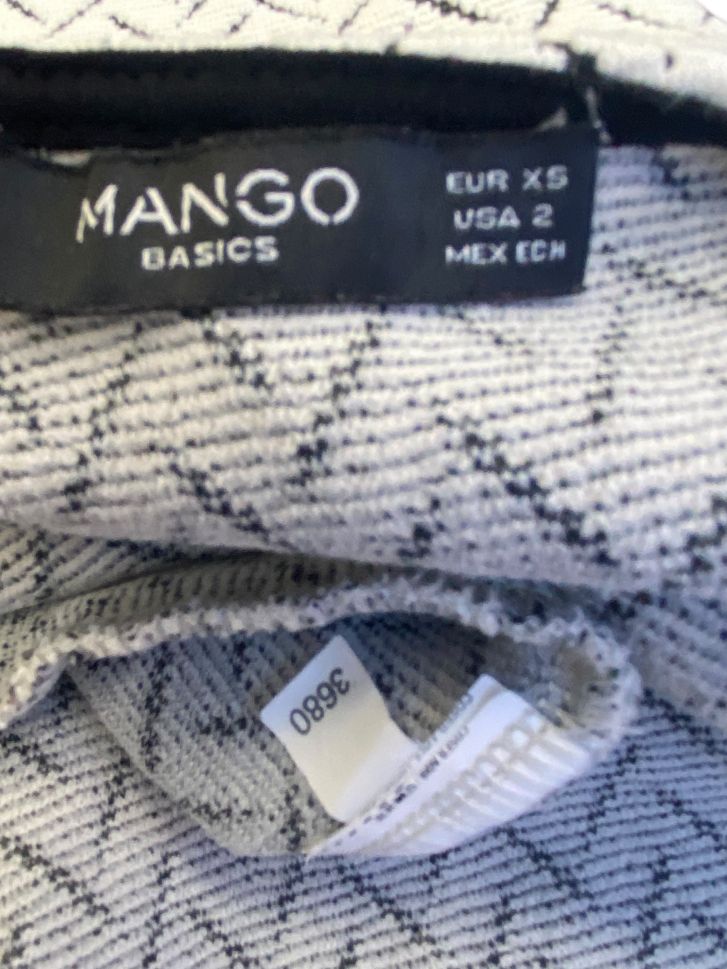 MANGO
BASICS
EUR XS
USA 2
MEX ECH
3680